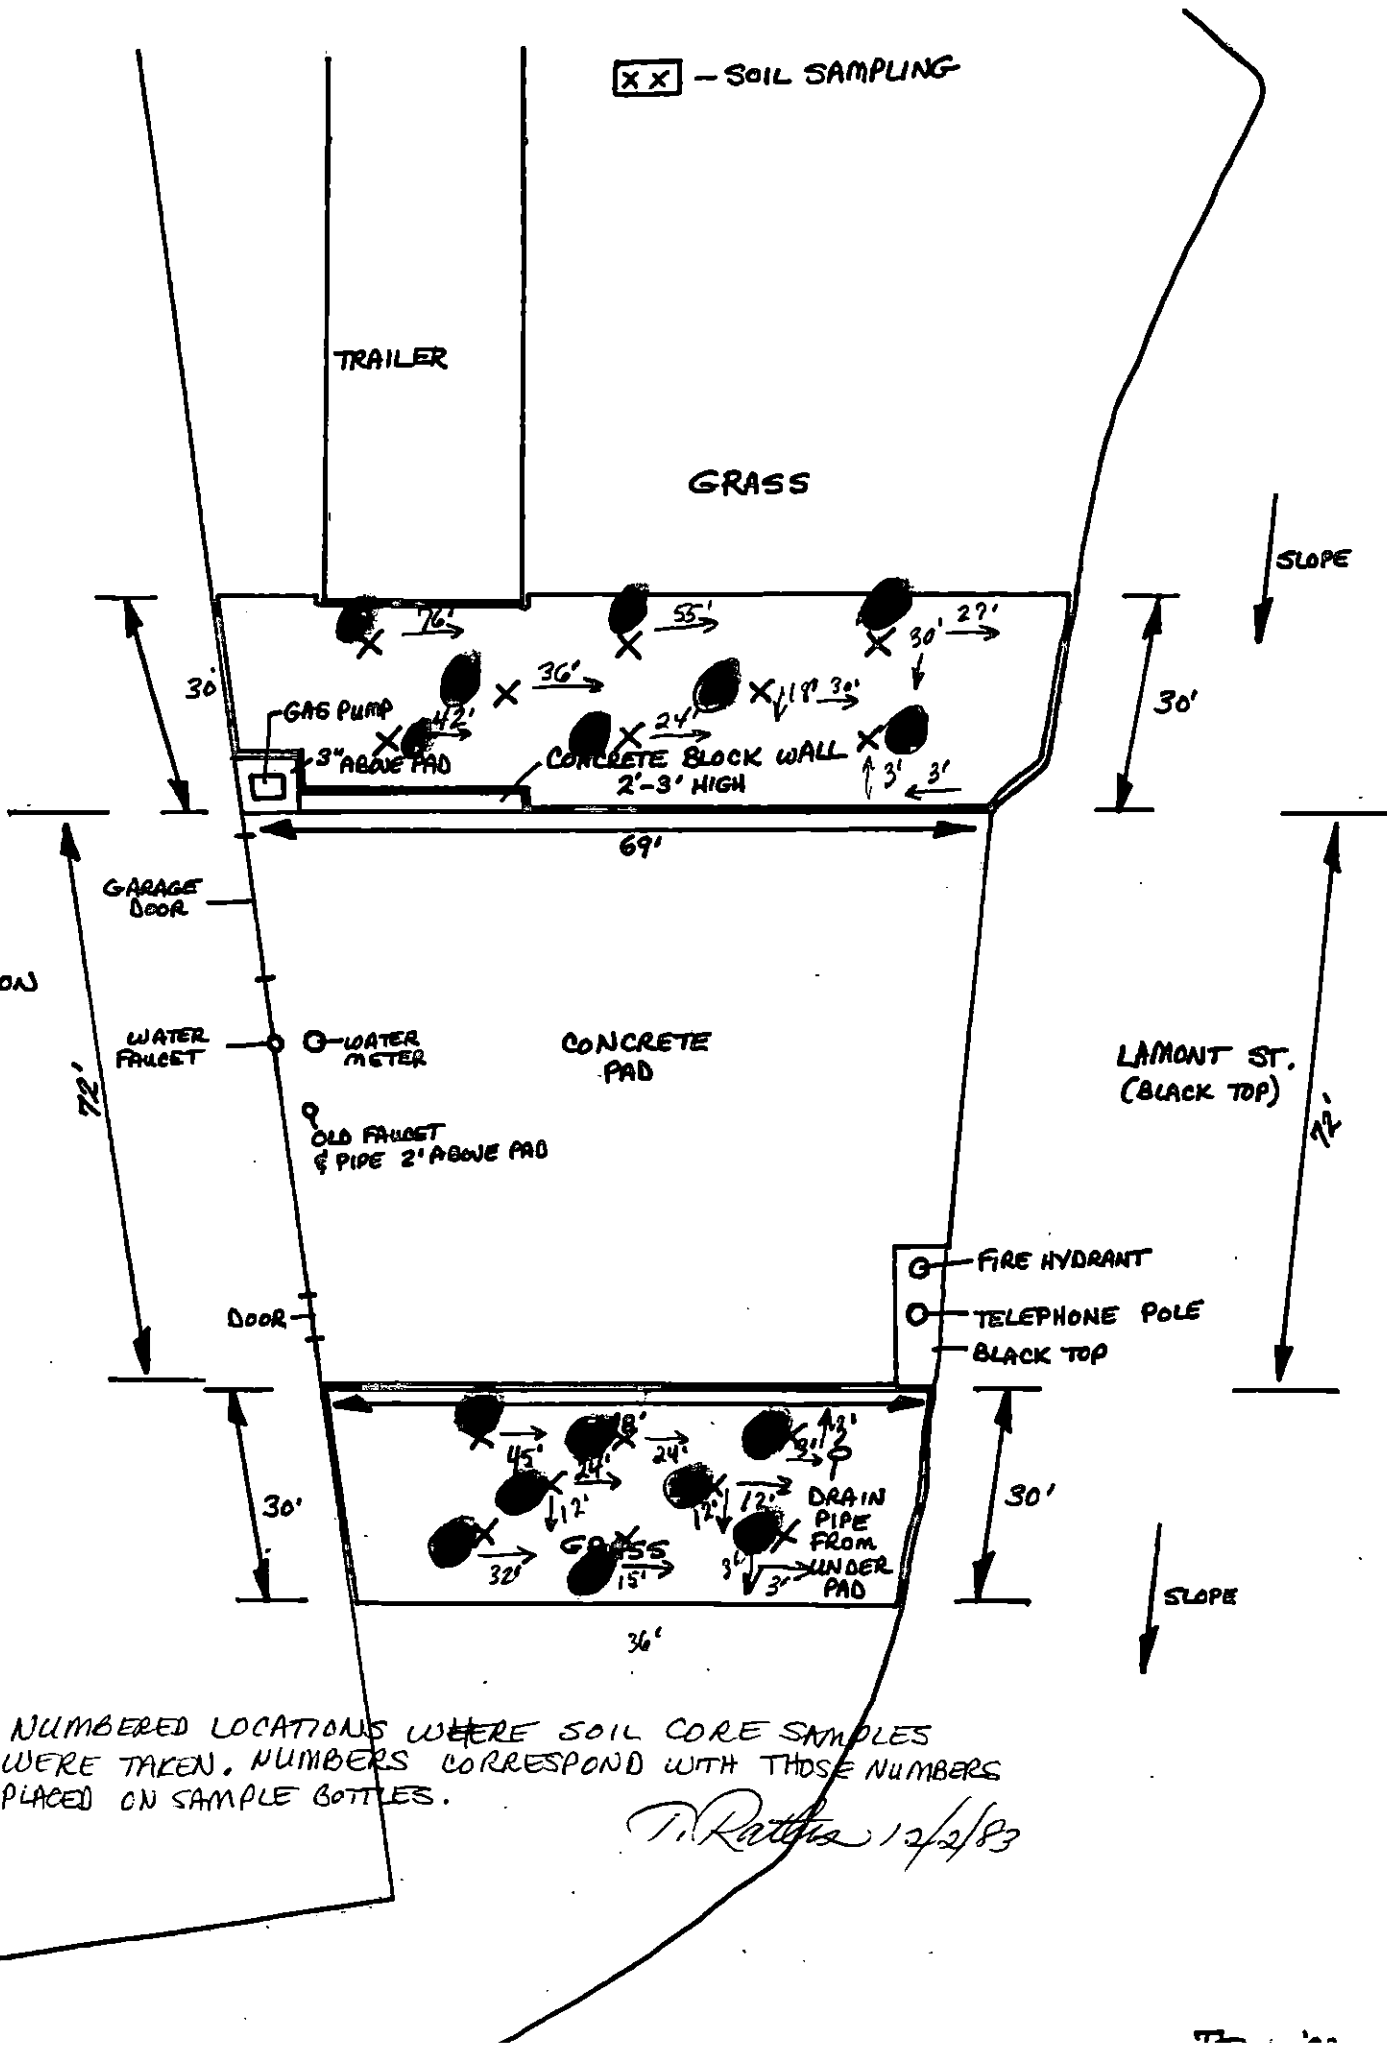 x x - SOIL SAMPLING
TRAILER
GRASS
SLOPE
76'
55'
30'
27'
30'
36'
18'
30'
30'
GAS PUMP
42'
24'
3" ABOVE PAD
CONCRETE BLOCK WALL
2'-3' HIGH
3'
3'
69'
GARAGE
DOOR
ON
WATER
FAUCET
WATER
METER
CONCRETE
PAD
LAMONT ST.
(BLACK TOP)
72'
72'
OLD FAUCET
& PIPE 2' ABOVE PAD
FIRE HYDRANT
DOOR
TELEPHONE POLE
BLACK TOP
45'
24'
3'
3'
30'
24'
12'
12'
12'
30'
DRAIN
PIPE
FROM
UNDER
PAD
GRASS
32'
15'
3'
3'
SLOPE
36'
NUMBERED LOCATIONS WHERE SOIL CORE SAMPLES
WERE TAKEN. NUMBERS CORRESPOND WITH THOSE NUMBERS
PLACED ON SAMPLE BOTTLES.
12/2/83